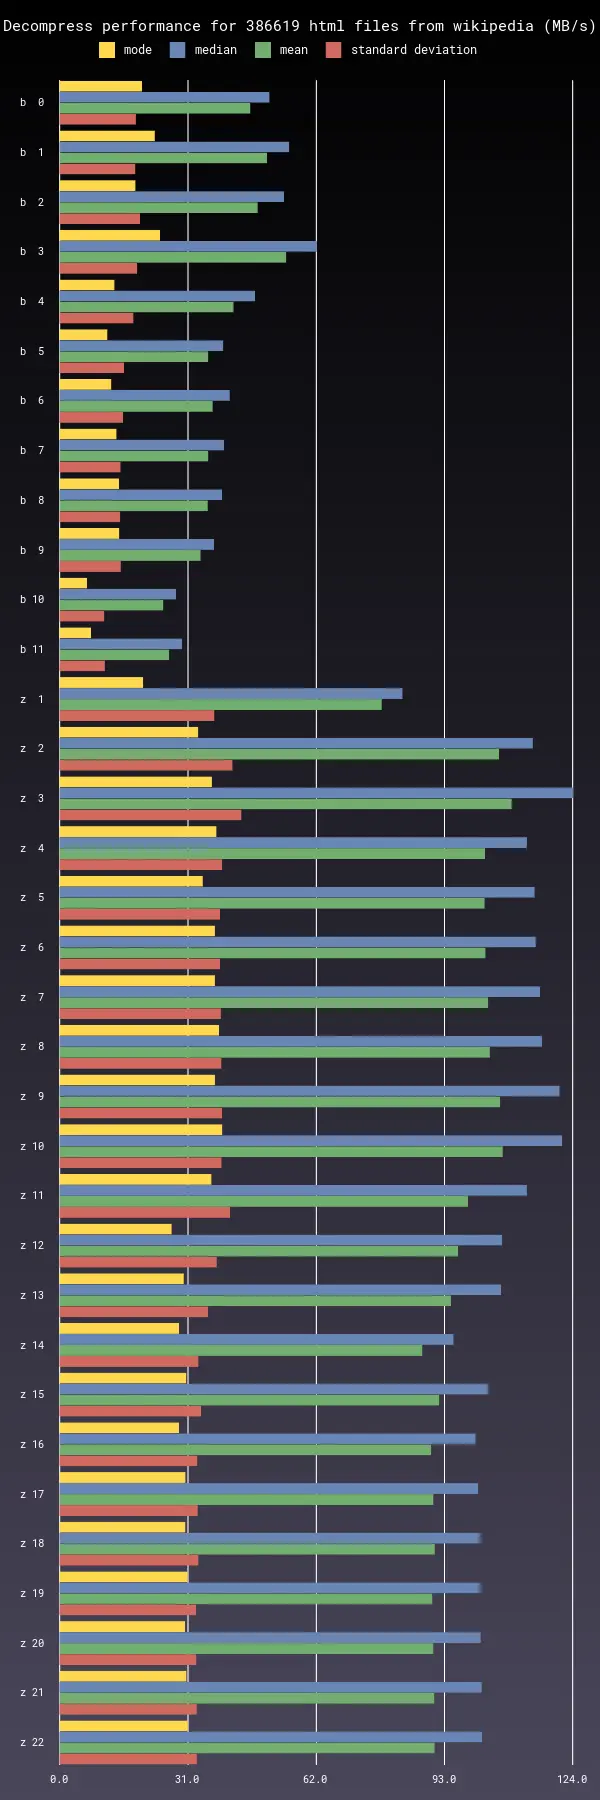 Decompress performance for 386619 html files from wikipedia (MB/s)
mode median mean standard deviation
b 0
b 1
b 2
b 3
b 4
b 5
b 6
b 7
b 8
b 9
b 10
b 11
z 1
z 2
z 3
z 4
z 5
z 6
z 7
z 8
z 9
z 10
z 11
z 12
z 13
z 14
z 15
z 16
z 17
z 18
z 19
z 20
z 21
z 22
0.0 31.0 62.0 93.0 124.0